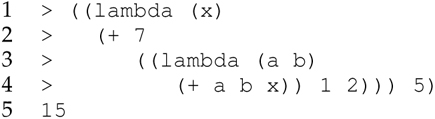 1 > ((lambda (x)
2 >   (+ 7
3 >     ((lambda (a b)
4 >       (+ a b x)) 1 2))) 5)
5 15